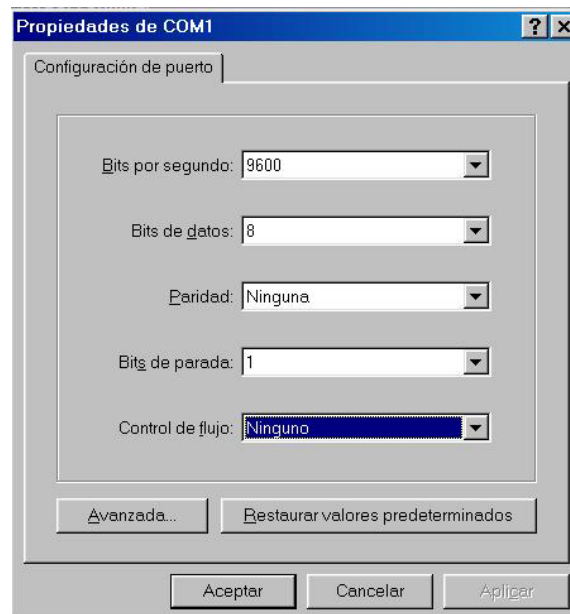 Propiedades de COM1
Configuración de puerto
Bits por segundo: 9600
Bits de datos: 8
Paridad: Ninguna
Bits de parada: 1
Control de flujo: Ninguno
Avanzada... Restaurar valores predeterminados
Aceptar Cancelar Aplicar